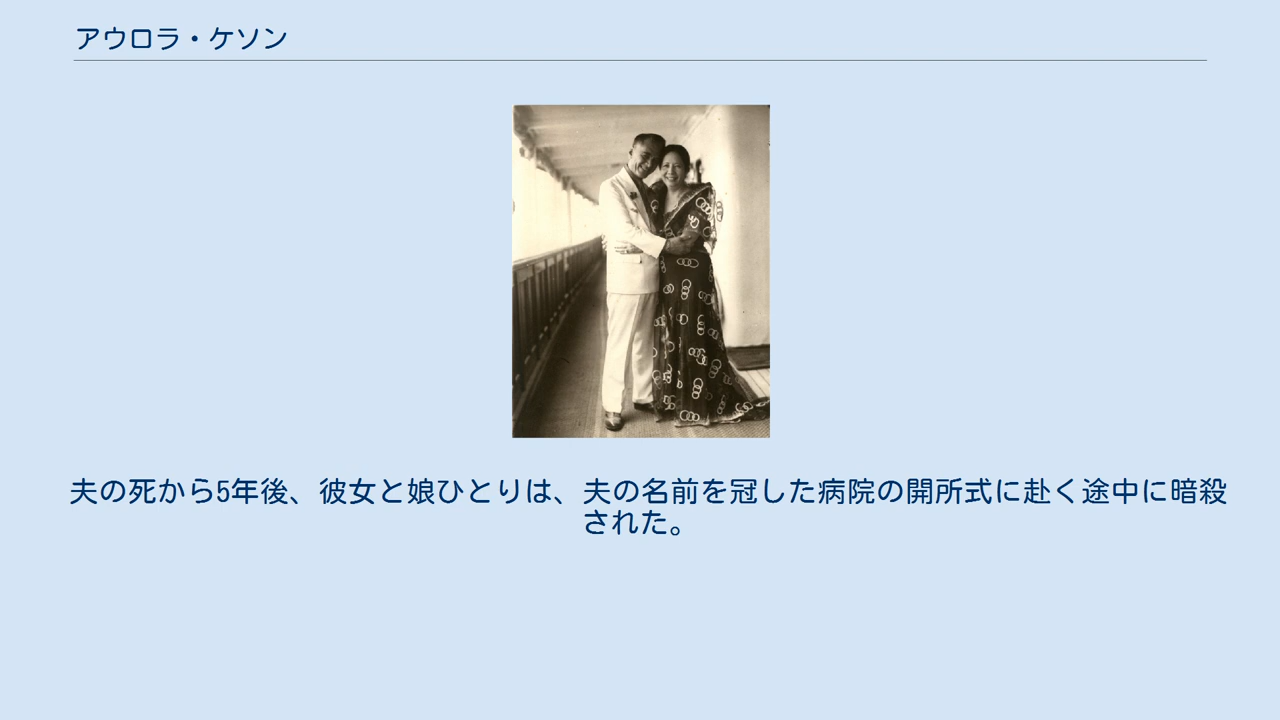 アウロラ・ケソン
夫の死から5年後、彼女と娘ひとりは、夫の名前を冠した病院の開所式に赴く途中に暗殺
された。